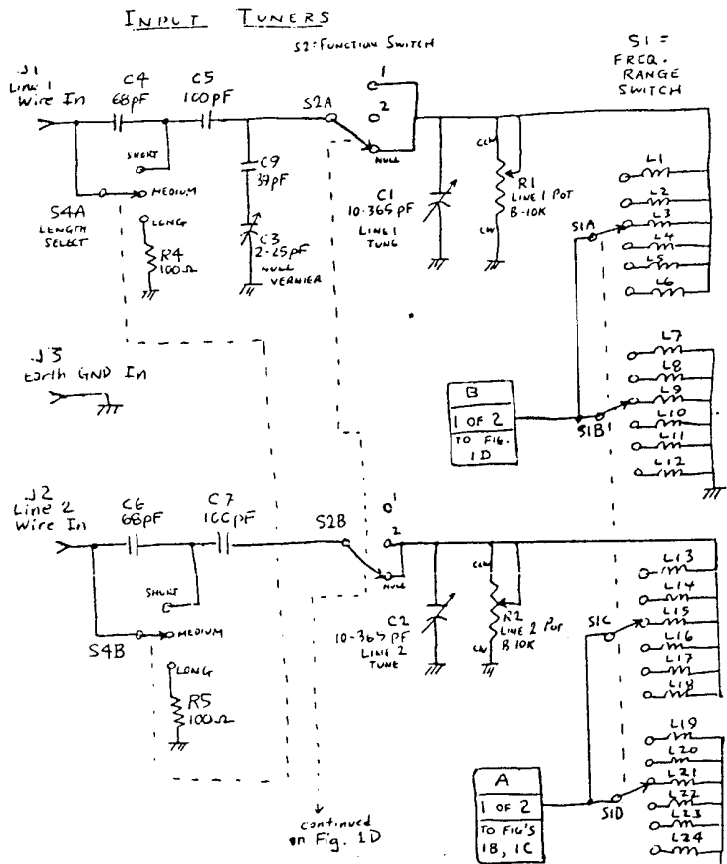 INPUT TUNERS
S2=FUNCTION SWITCH
S1 =
FREQ.
RANGE
SWITCH
J1
Line 1
Wire In
C4
68pF
C5
100pF
S2A
1
2
NULL
SHORT
MEDIUM
LONG
S4A
LENGTH
SELECT
R4
100Ω
C9
39pF
C3
2-25pF
NULL
VERNIER
C1
10-365pF
LINE 1
TUNE
CCW
CW
R1
LINE 1 POT
B-10K
S1A
L1
L2
L3
L4
L5
L6
J3
Earth GND In
B
1 OF 2
TO FIG.
1D
S1B
L7
L8
L9
L10
L11
L12
J2
Line 2
Wire In
C6
68pF
C7
100pF
S2B
1
2
NULL
SHORT
MEDIUM
LONG
S4B
R5
100Ω
C2
10-365PF
LINE 2
TUNE
CCW
CW
R2
LINE 2 POT
B-10K
S1C
L13
L14
L15
L16
L17
L18
A
1 OF 2
TO FIG'S
1B, 1C
S1D
L19
L20
L21
L22
L23
L24
continued
on Fig. 1D